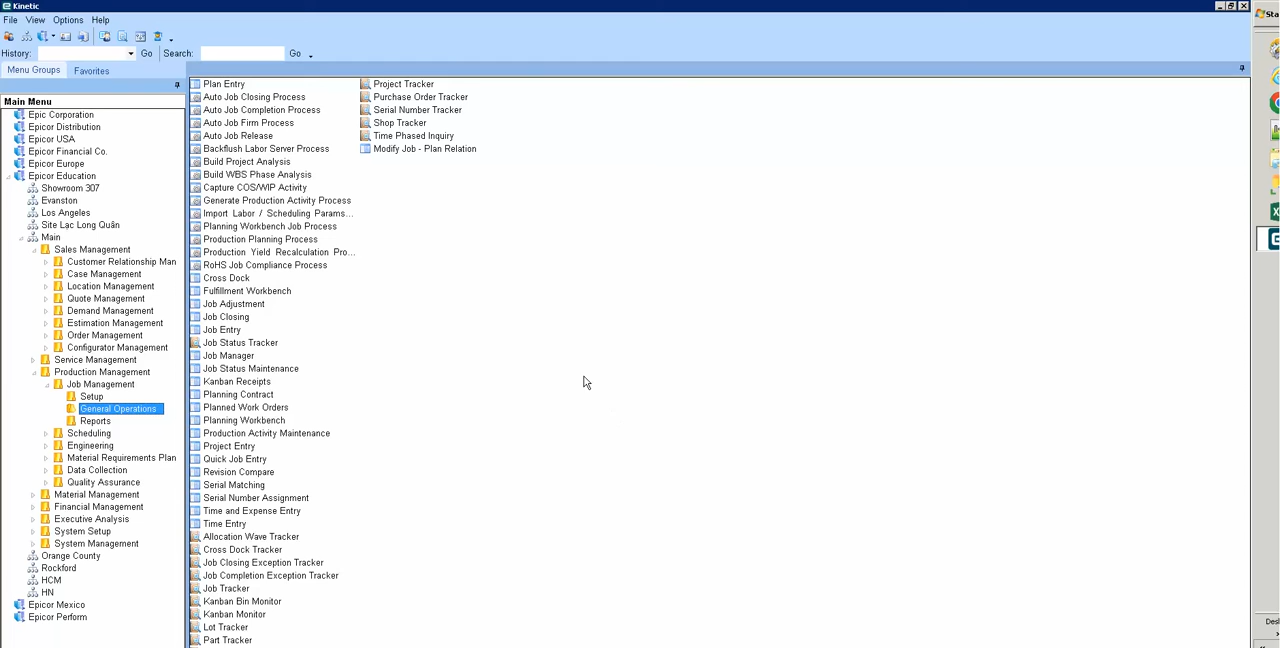 Kinetic
File View Options Help
History: Go Search: Go
Menu Groups Favorites
Main Menu
Epic Corporation
Epicor Distribution
Epicor USA
Epicor Financial Co.
Epicor Europe
Epicor Education
Showroom 307
Evanston
Los Angeles
Site Lạc Long Quân
Main
Sales Management
Customer Relationship Man
Case Management
Location Management
Quote Management
Demand Management
Estimation Management
Order Management
Configurator Management
Service Management
Production Management
Job Management
Setup
General Operations
Reports
Scheduling
Engineering
Material Requirements Plan
Data Collection
Quality Assurance
Material Management
Financial Management
Executive Analysis
System Setup
System Management
Orange County
Rockford
HCM
HN
Epicor Mexico
Epicor Perform
Plan Entry
Auto Job Closing Process
Auto Job Completion Process
Auto Job Firm Process
Auto Job Release
Backflush Labor Server Process
Build Project Analysis
Build WBS Phase Analysis
Capture COS/WIP Activity
Generate Production Activity Process
Import Labor / Scheduling Params...
Planning Workbench Job Process
Production Planning Process
Production Yield Recalculation Pro...
RoHS Job Compliance Process
Cross Dock
Fulfillment Workbench
Job Adjustment
Job Closing
Job Entry
Job Status Tracker
Job Manager
Job Status Maintenance
Kanban Receipts
Planning Contract
Planned Work Orders
Planning Workbench
Production Activity Maintenance
Project Entry
Quick Job Entry
Revision Compare
Serial Matching
Serial Number Assignment
Time and Expense Entry
Time Entry
Allocation Wave Tracker
Cross Dock Tracker
Job Closing Exception Tracker
Job Completion Exception Tracker
Job Tracker
Kanban Bin Monitor
Kanban Monitor
Lot Tracker
Part Tracker
Project Tracker
Purchase Order Tracker
Serial Number Tracker
Shop Tracker
Time Phased Inquiry
Modify Job - Plan Relation
Sta
Des